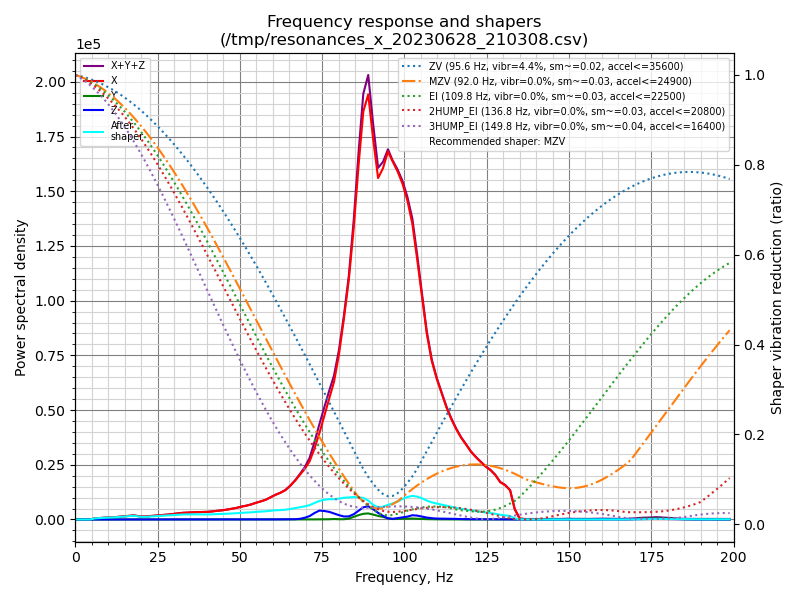 Frequency response and shapers
(/tmp/resonances_x_20230628_210308.csv)
1e5
X+Y+Z
X
Y
Z
After
shaper
ZV (95.6 Hz, vibr=4.4%, sm~=0.02, accel<=35600)
MZV (92.0 Hz, vibr=0.0%, sm~=0.03, accel<=24900)
EI (109.8 Hz, vibr=0.0%, sm~=0.03, accel<=22500)
2HUMP_EI (136.8 Hz, vibr=0.0%, sm~=0.03, accel<=20800)
3HUMP_EI (149.8 Hz, vibr=0.0%, sm~=0.04, accel<=16400)
Recommended shaper: MZV
2.00
1.75
1.50
1.25
1.00
0.75
0.50
0.25
0.00
Power spectral density
1.0
0.8
0.6
0.4
0.2
0.0
Shaper vibration reduction (ratio)
0 25 50 75 100 125 150 175 200
Frequency, Hz